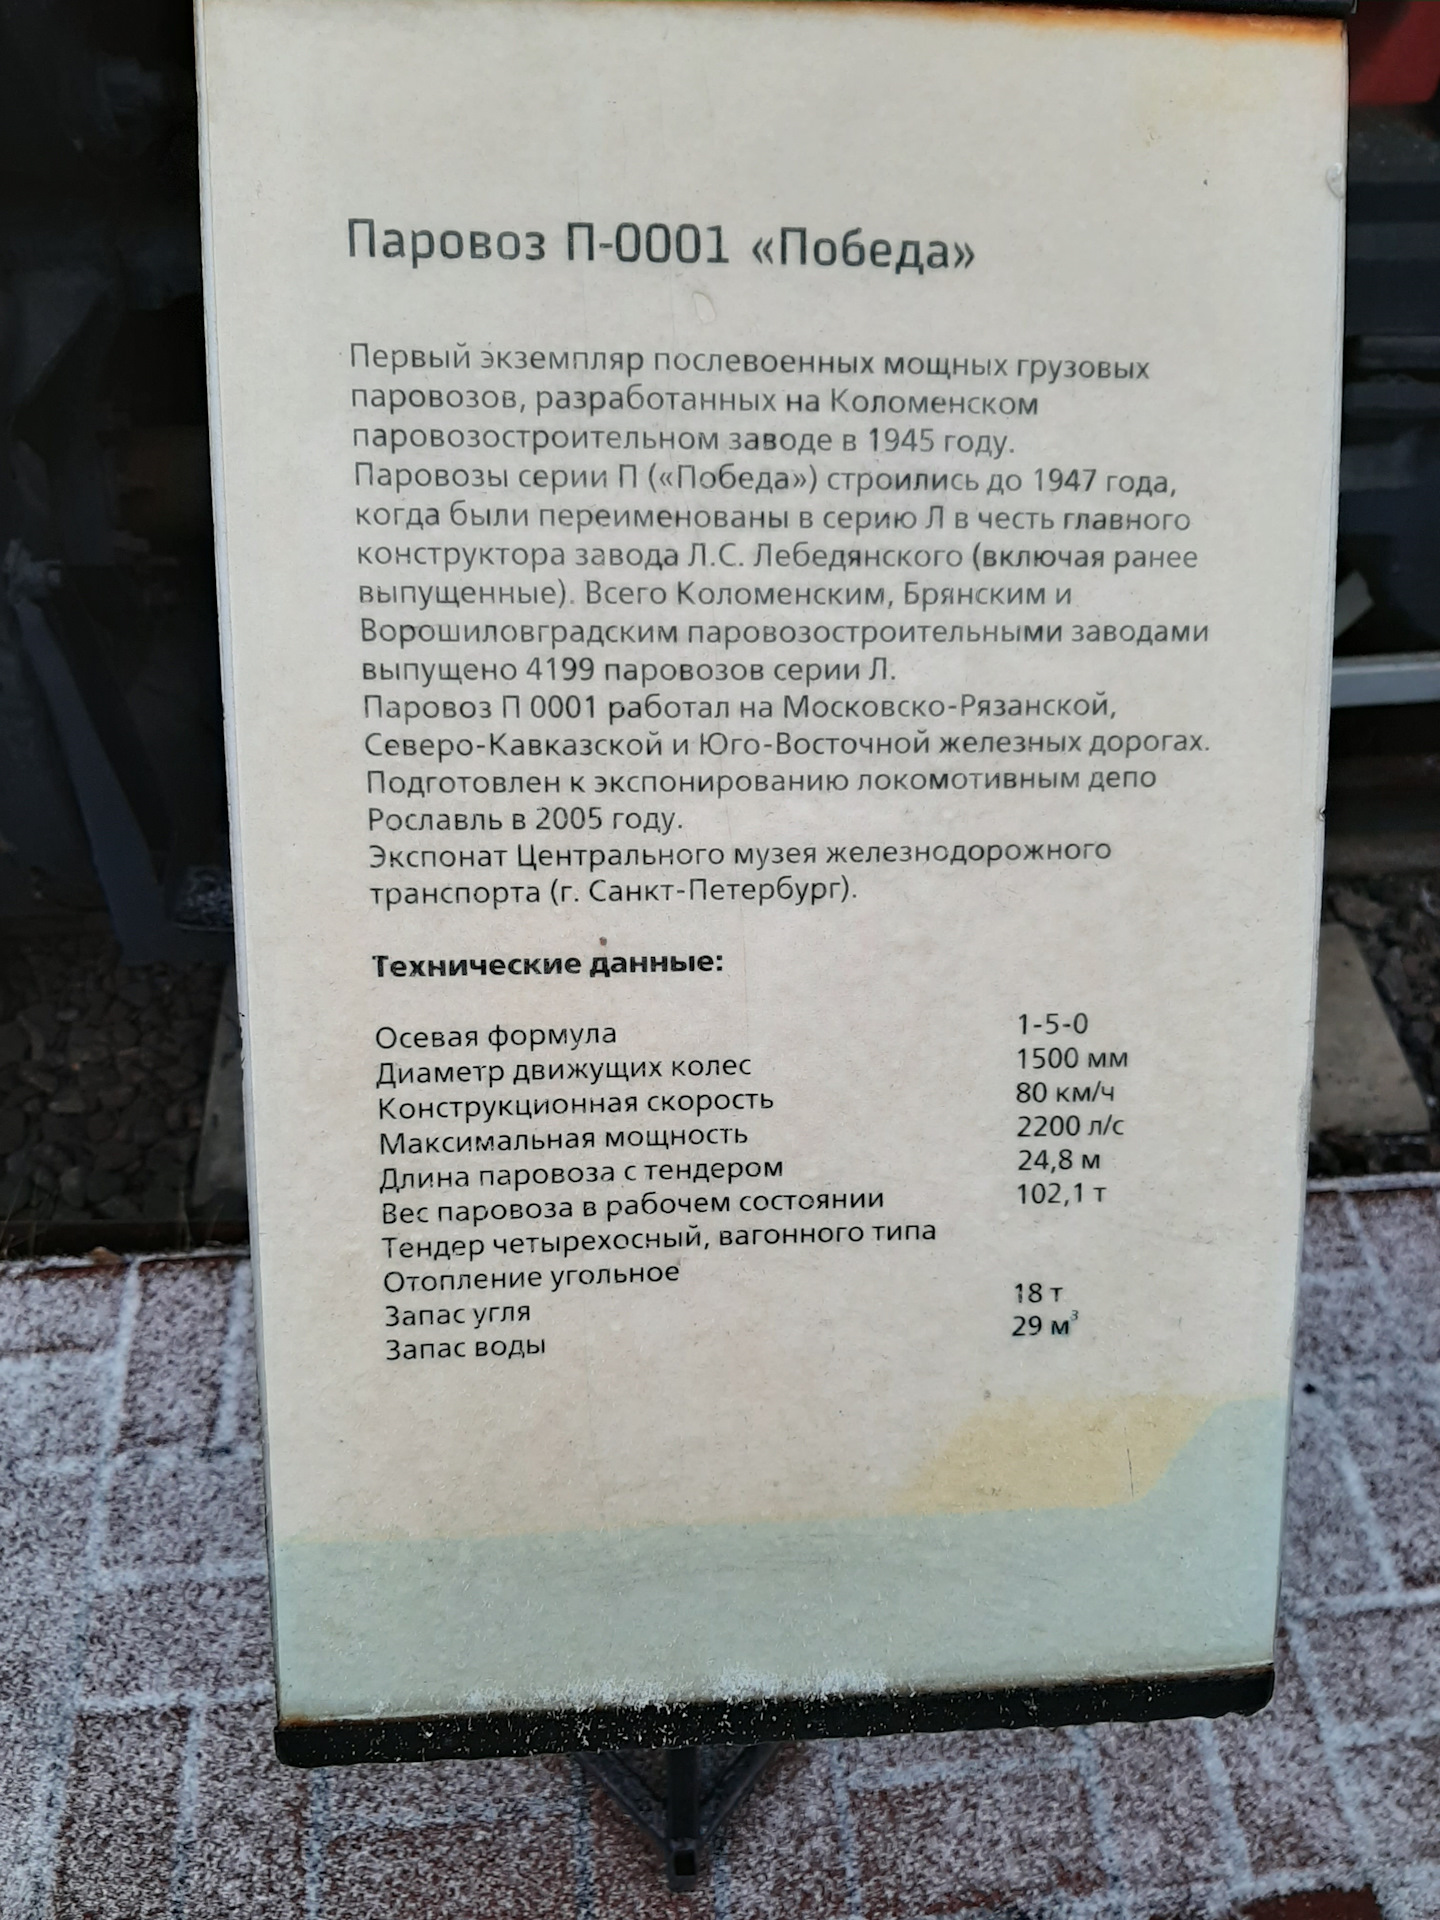 Паровоз П-0001 «Победа»
Первый экземпляр послевоенных мощных грузовых
паровозов, разработанных на Коломенском
паровозостроительном заводе в 1945 году.
Паровозы серии П («Победа») строились до 1947 года,
когда были переименованы в серию Л в честь главного
конструктора завода Л.С. Лебедянского (включая ранее
выпущенные). Всего Коломенским, Брянским и
Ворошиловградским паровозостроительными заводами
выпущено 4199 паровозов серии Л.
Паровоз П 0001 работал на Московско-Рязанской,
Северо-Кавказской и Юго-Восточной железных дорогах.
Подготовлен к экспонированию локомотивным депо
Рославль в 2005 году.
Экспонат Центрального музея железнодорожного
транспорта (г. Санкт-Петербург).
Технические данные:
Осевая формула 1-5-0
Диаметр движущих колес 1500 мм
Конструкционная скорость 80 км/ч
Максимальная мощность 2200 л/с
Длина паровоза с тендером 24,8 м
Вес паровоза в рабочем состоянии 102,1 т
Тендер четырехосный, вагонного типа
Отопление угольное
Запас угля 18 т
Запас воды 29 м³